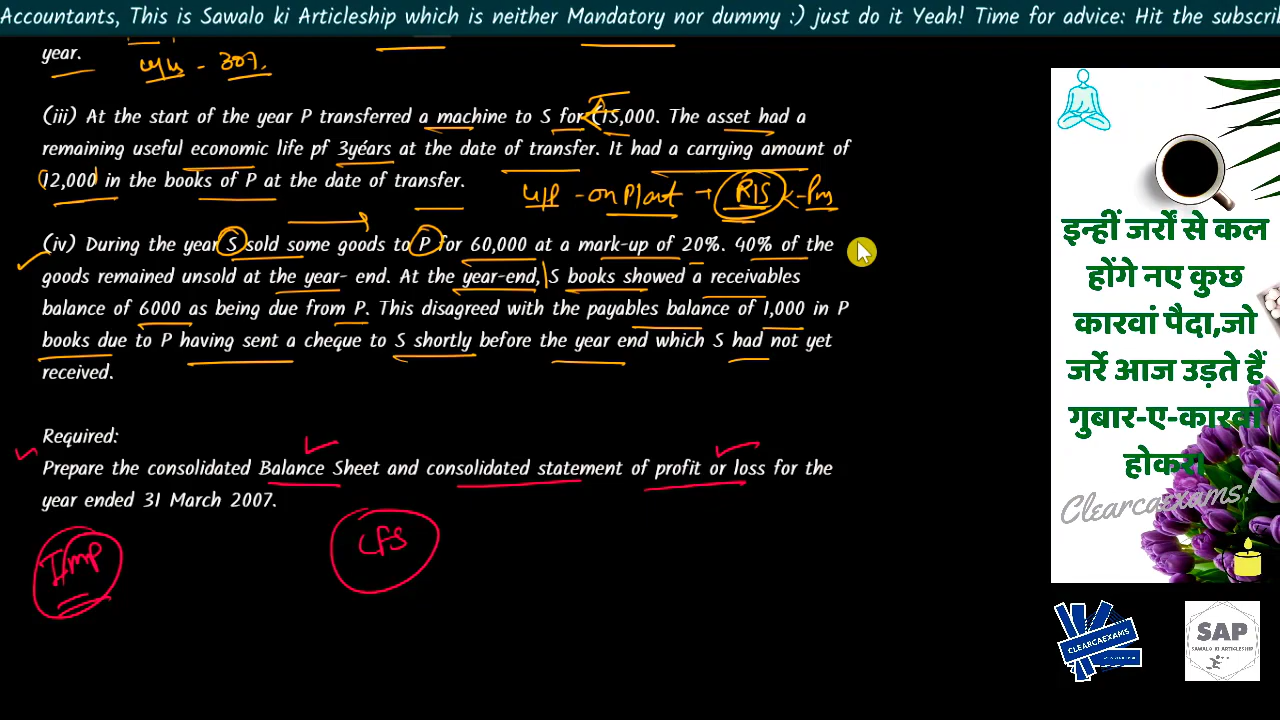 Accountants, This is Sawalo ki Articleship which is neither Mandatory nor dummy :) just do it Yeah! Time for advice: Hit the subscri
year.
30%
(iii) At the start of the year P transferred a machine to S for 15,000. The asset had a
remaining useful economic life pf 3years at the date of transfer. It had a carrying amount of
12,000 in the books of P at the date of transfer.
U/P - on Plant → R/S
(iv) During the year S sold some goods to P for 60,000 at a mark-up of 20%. 40% of the
goods remained unsold at the year- end. At the year-end, S books showed a receivables
balance of 6000 as being due from P. This disagreed with the payables balance of 1,000 in P
books due to P having sent a cheque to S shortly before the year end which S had not yet
received.
Required:
Prepare the consolidated Balance Sheet and consolidated statement of profit or loss for the
year ended 31 March 2007.
Imp
CFS
इन्हीं जर्रों से कल
होंगे नए कुछ
कारवां पैदा,जो
जर्रे आज उड़ते हैं
गुबार-ए-कारवां
होकर।
Clearcaexams!
CLEARCAEXAMS
SAP
SAWALO KI ARTICLESHIP